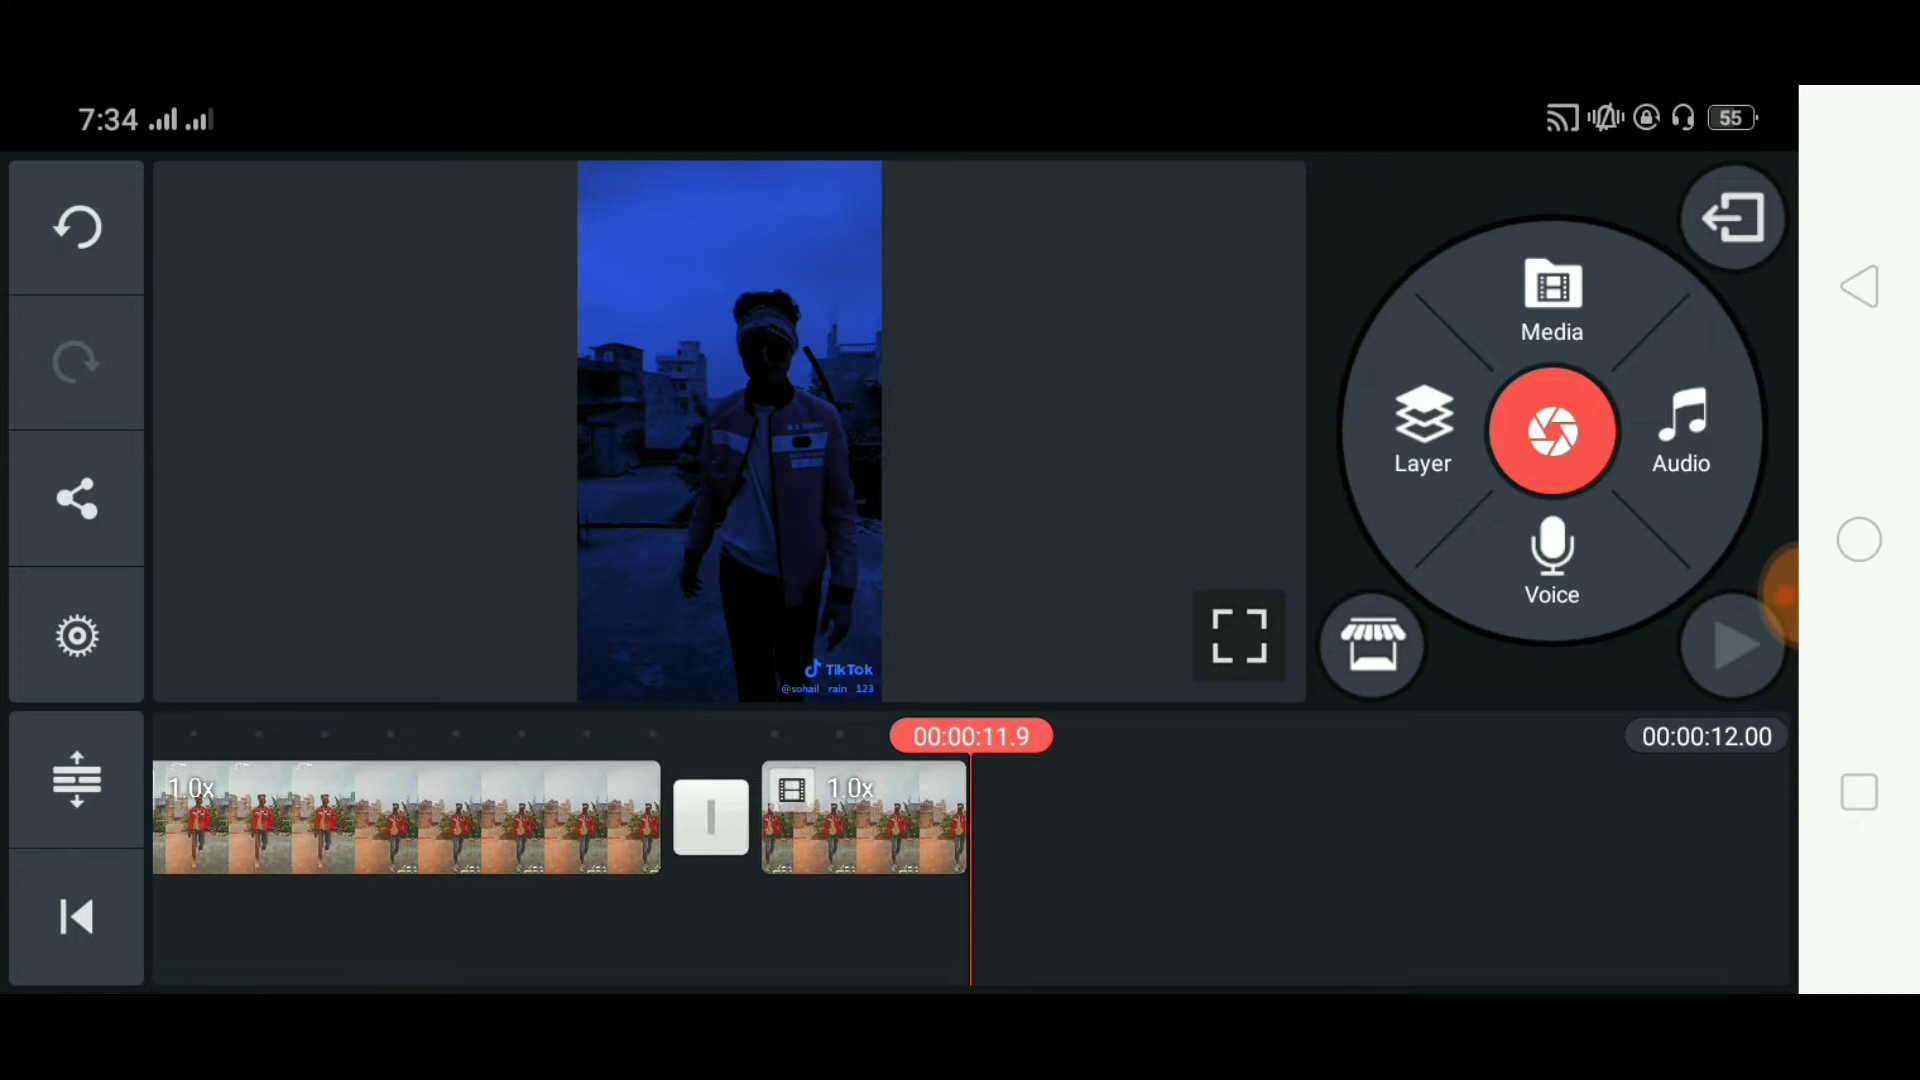 7:34
55
Media
Layer
Audio
Voice
TikTok
@sohail_rain_123
00:00:11.9
00:00:12.00
1.0x
1.0x